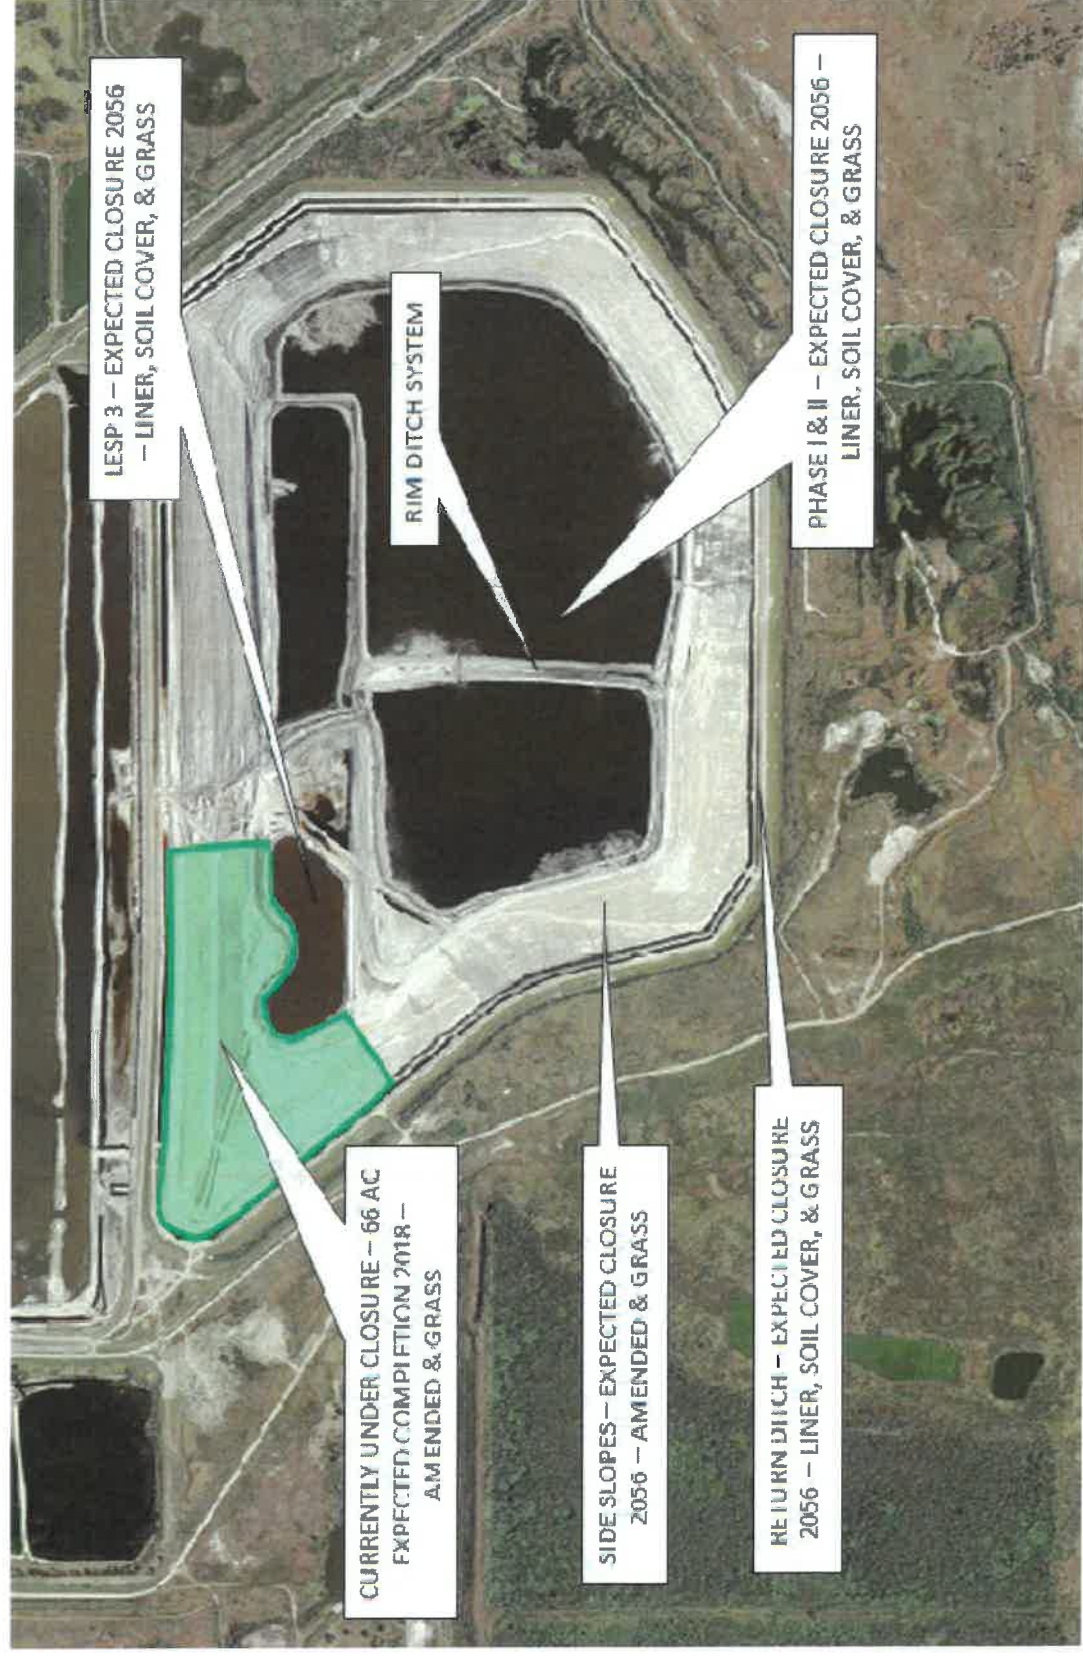 LESP 3 – EXPECTED CLOSURE 2056
– LINER, SOIL COVER, & GRASS
RIM DITCH SYSTEM
PHASE I & II – EXPECTED CLOSURE 2056 –
LINER, SOIL COVER, & GRASS
CURRENTLY UNDER CLOSURE – 66 AC
EXPECTED COMPLETION 2018 –
AMENDED & GRASS
SIDE SLOPES – EXPECTED CLOSURE
2056 – AMENDED & GRASS
RETURN DITCH – EXPECTED CLOSURE
2056 – LINER, SOIL COVER, & GRASS